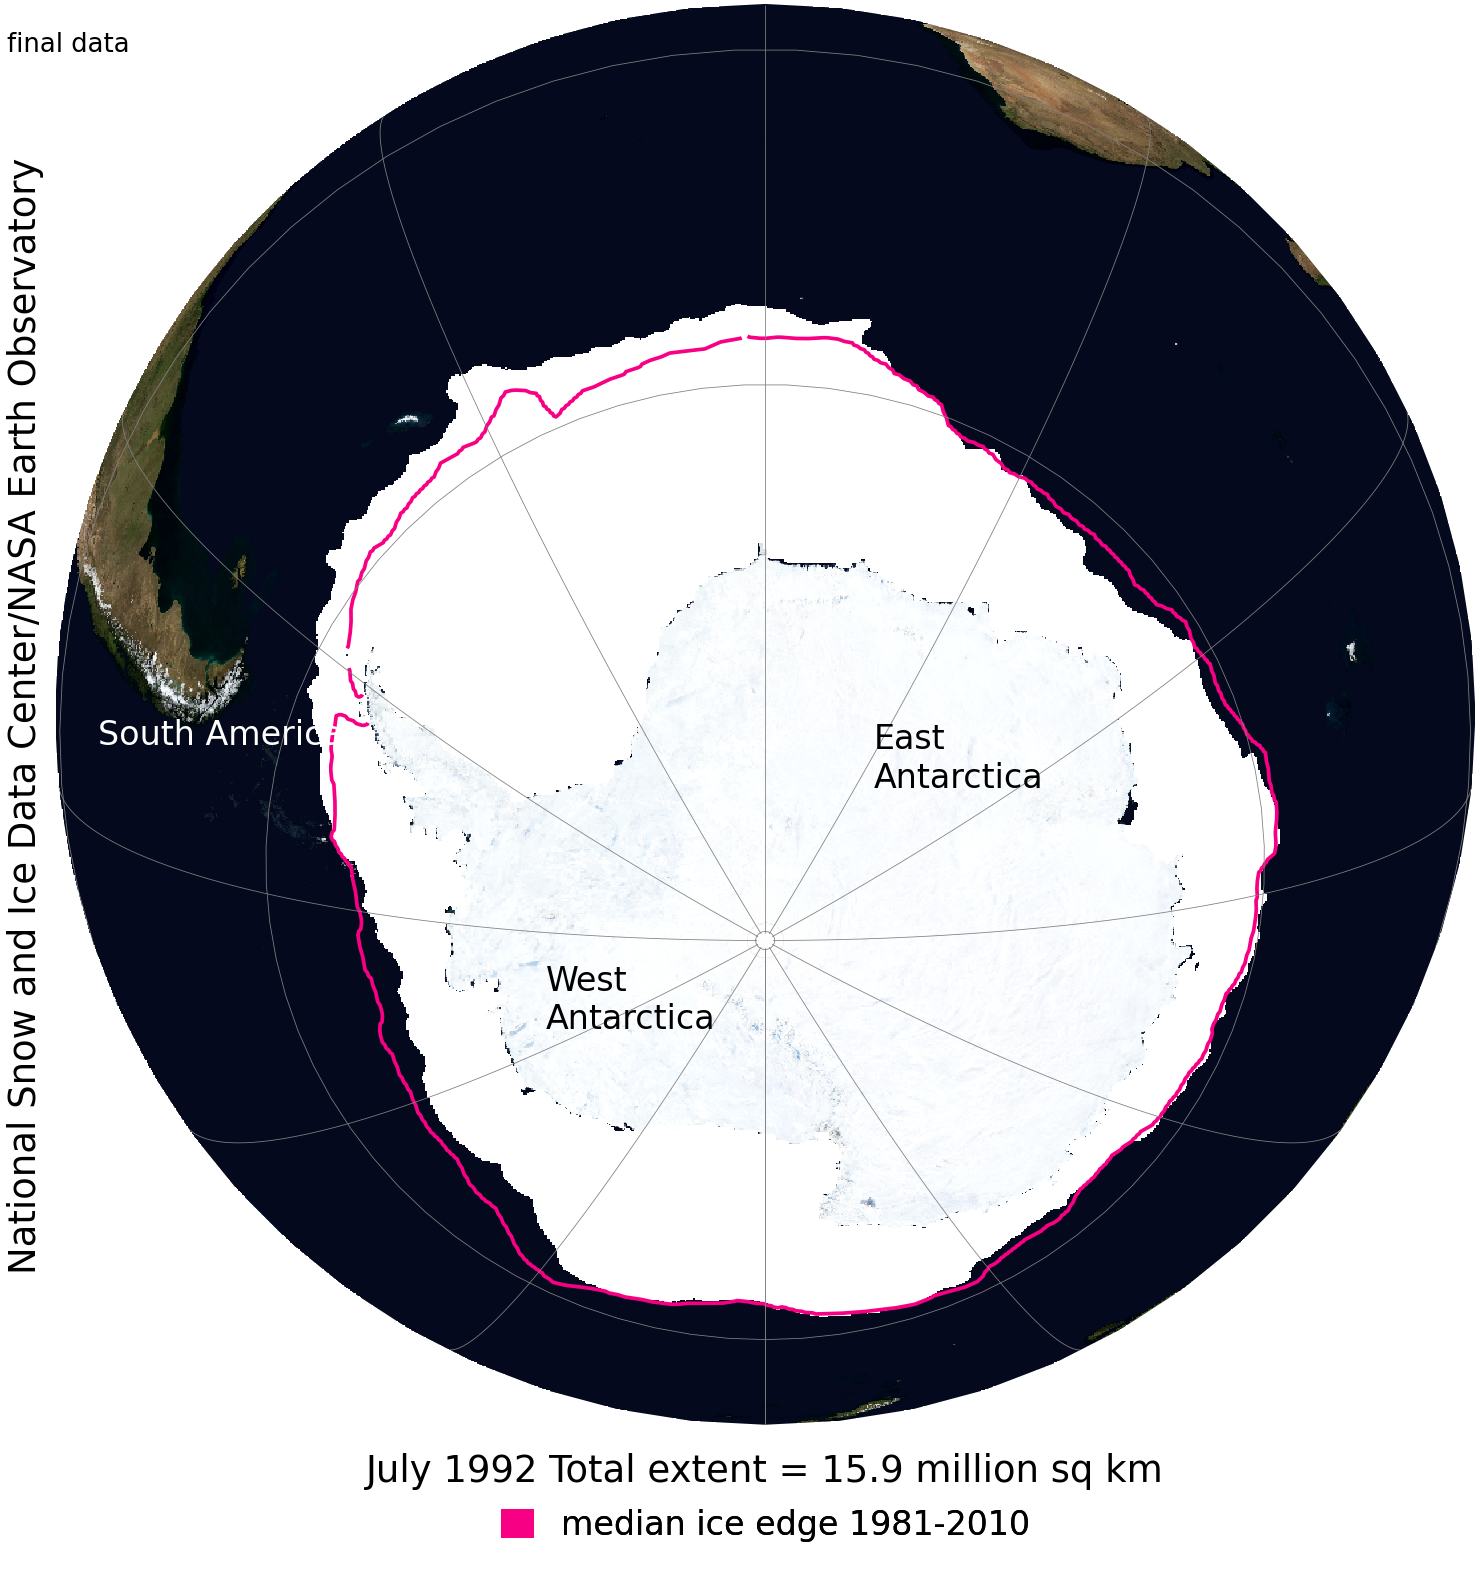 final data
National Snow and Ice Data Center/NASA Earth Observatory
South America
East
Antarctica
West
Antarctica
July 1992 Total extent = 15.9 million sq km
median ice edge 1981-2010